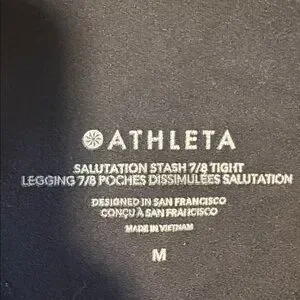 ATHLETA
SALUTATION STASH 7/8 TIGHT
LEGGING 7/8 POCHES DISSIMULÉES SALUTATION
DESIGNED IN SAN FRANCISCO
CONÇU À SAN FRANCISCO
MADE IN VIETNAM
M